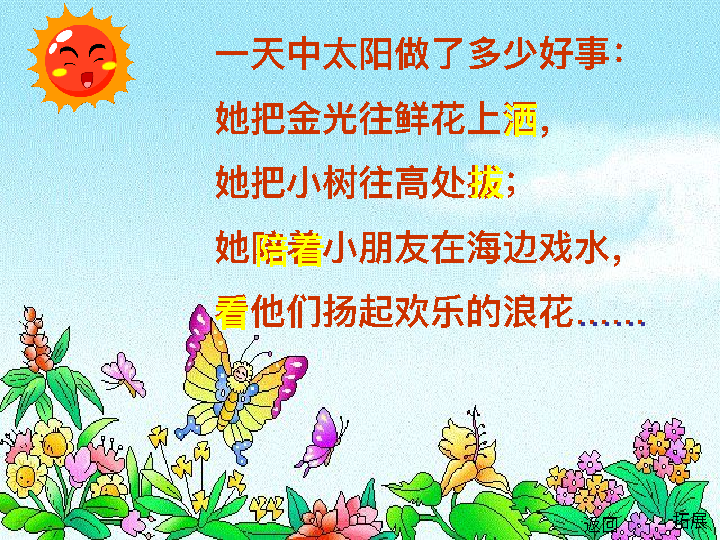 一天中太阳做了多少好事：
她把金光往鲜花上洒，
她把小树往高处拔；
她陪着小朋友在海边戏水，
看他们扬起欢乐的浪花……
返回
拓展